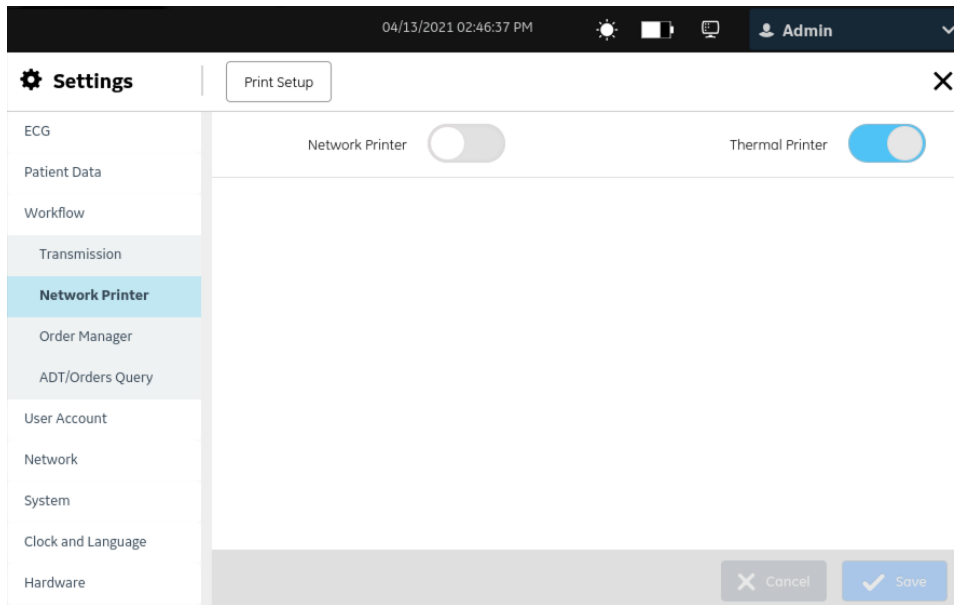 04/13/2021 02:46:37 PM
Admin
Settings
Print Setup
ECG
Patient Data
Workflow
Transmission
Network Printer
Order Manager
ADT/Orders Query
User Account
Network
System
Clock and Language
Hardware
Network Printer
Thermal Printer
Cancel
Save